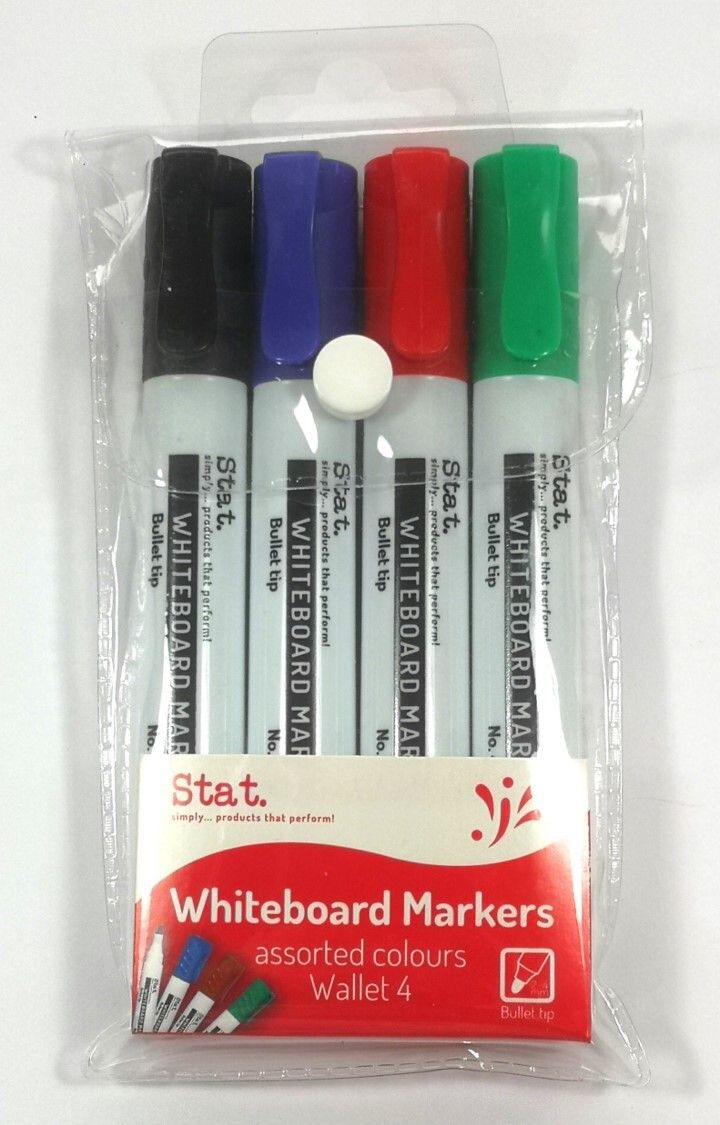 Stat.
simply... products that perform!
WHITEBOARD MAR
Bullet tip
No.
Stat.
simply... products that perform!
WHITEBOARD MAR
Bullet tip
No.
Stat.
simply... products that perform!
WHITEBOARD MAR
Bullet tip
No.
Stat.
simply... products that perform!
WHITEBOARD MAR
Bullet tip
No.
Stat.
simply... products that perform!
Whiteboard Markers
assorted colours
Wallet 4
Bullet tip